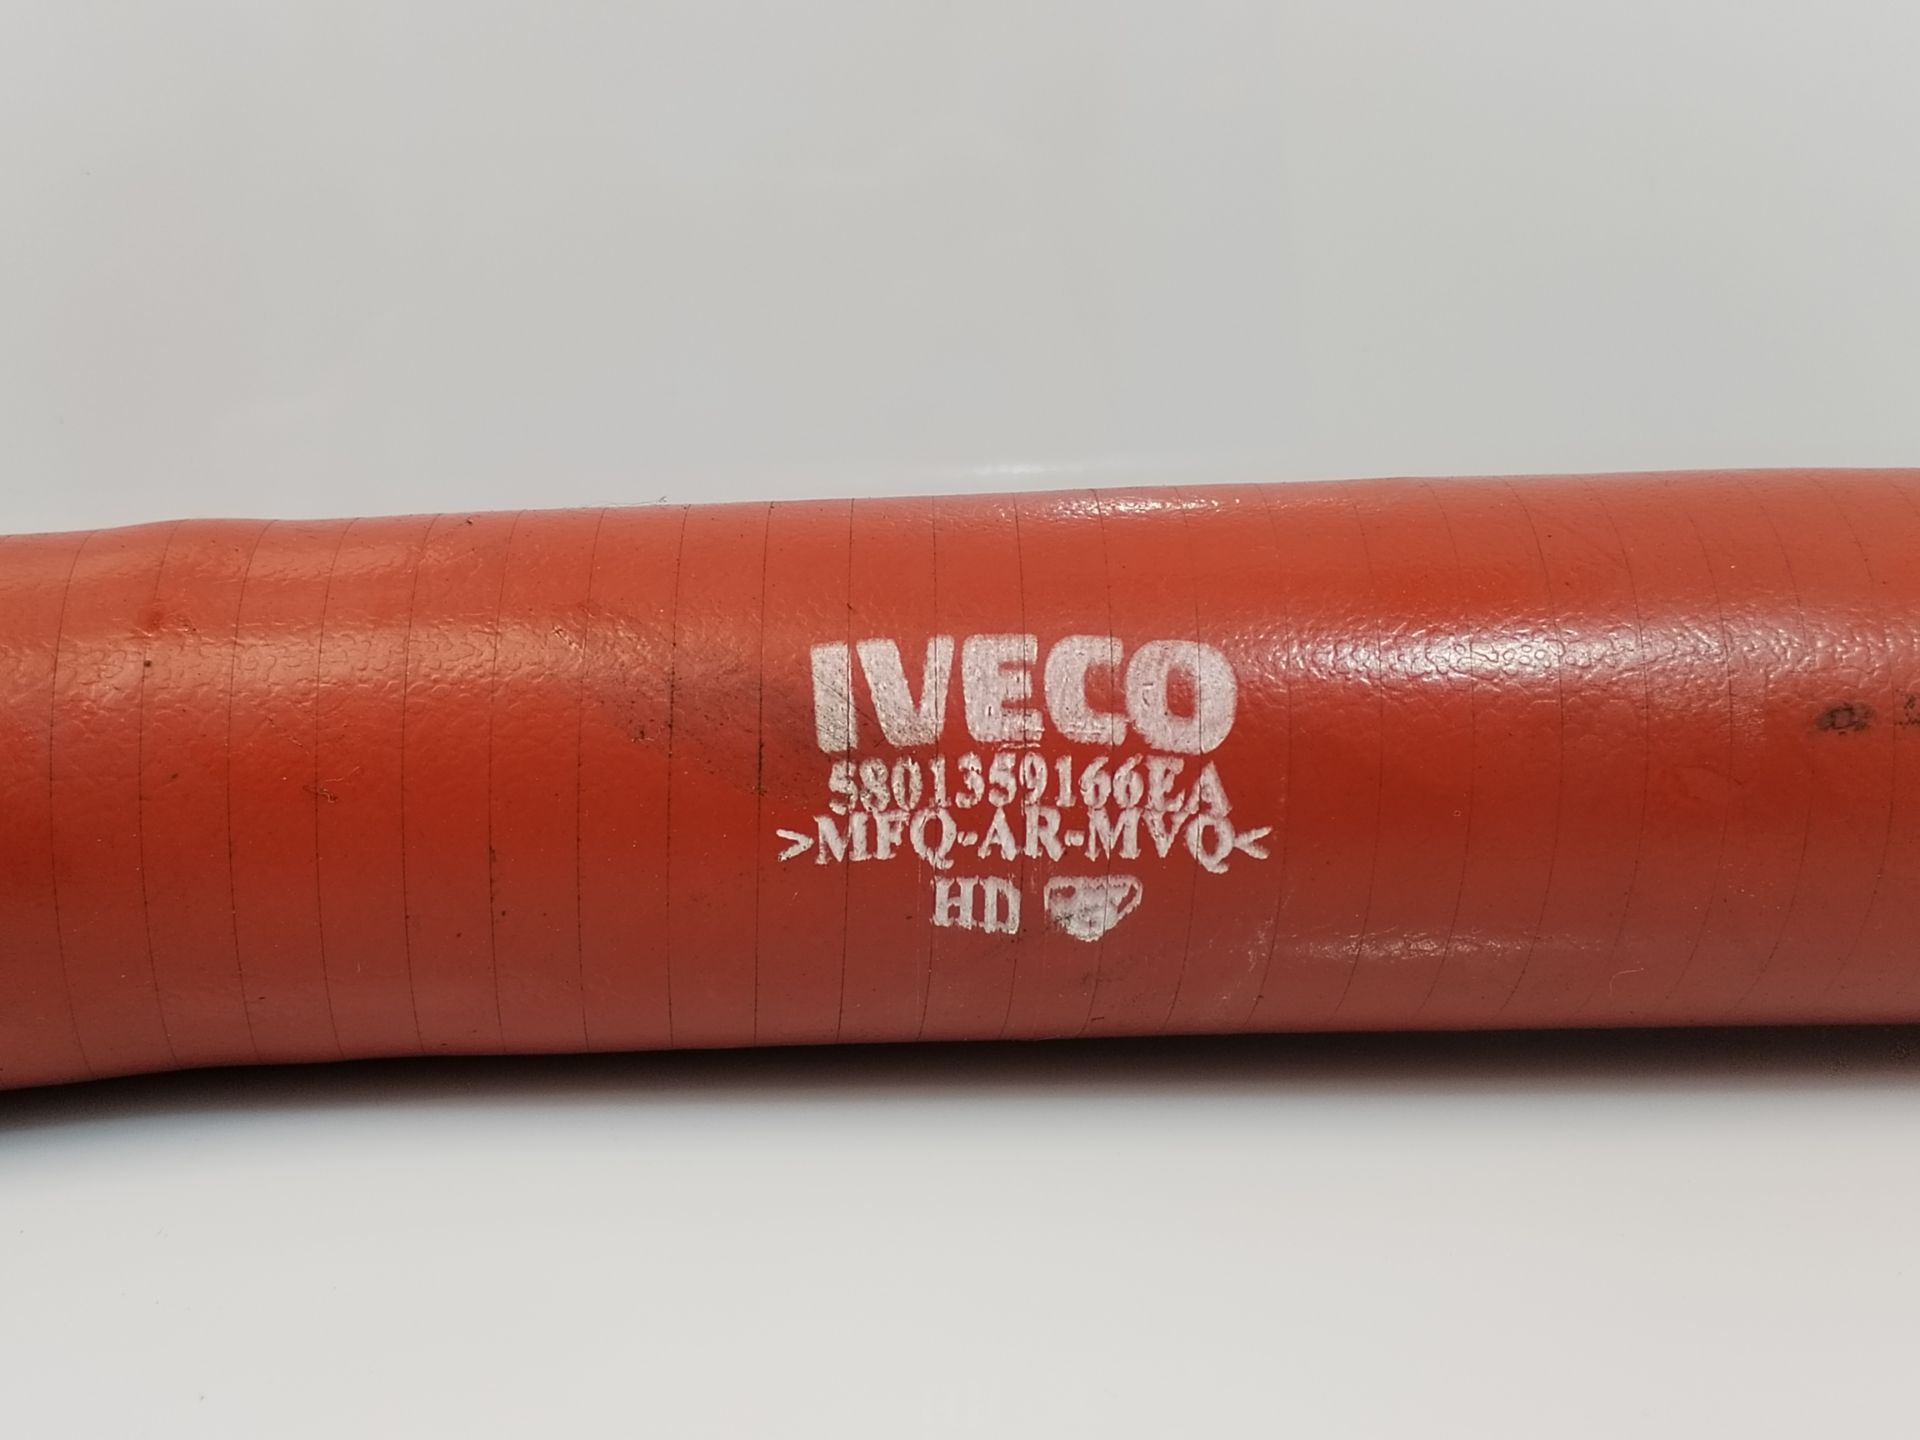 IVECO
5801359166EA
>MFQ-AR-MVQ<
HD